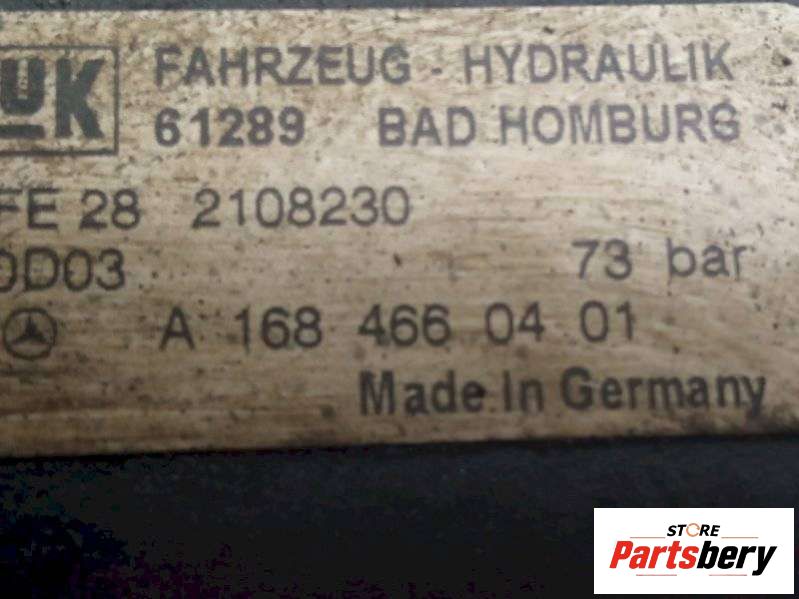 LUK FAHRZEUG - HYDRAULIK
61289 BAD HOMBURG
FE 28 2108230
0D03 73 bar
A 168 466 04 01
Made In Germany
STORE
Partsbery